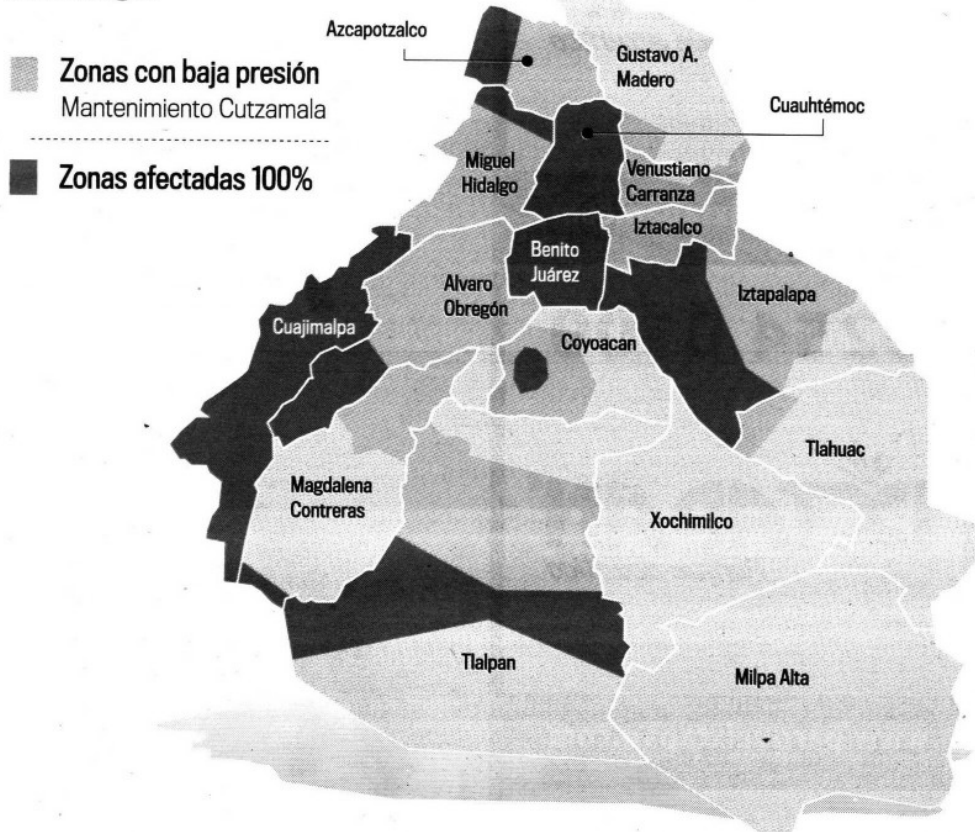 Zonas con baja presión
Mantenimiento Cutzamala
Zonas afectadas 100%
Azcapotzalco
Gustavo A.
Madero
Cuauhtémoc
Miguel
Hidalgo
Venustiano
Carranza
Iztacalco
Benito
Juárez
Alvaro
Obregón
Iztapalapa
Cuajimalpa
Coyoacan
Tlahuac
Magdalena
Contreras
Xochimilco
Tlalpan
Milpa Alta